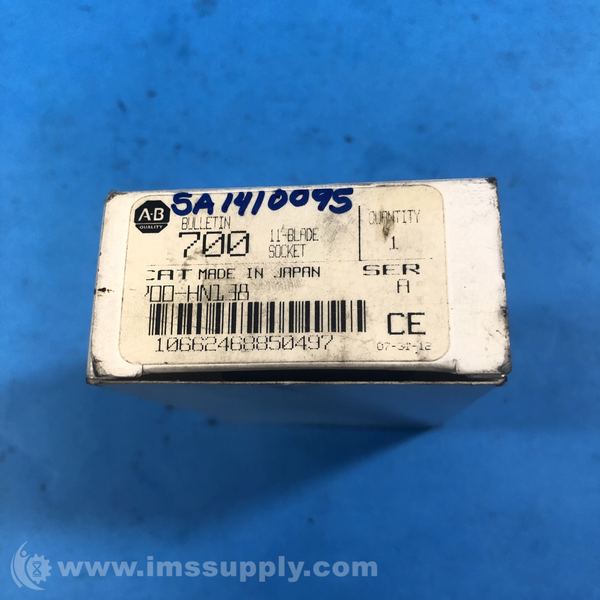 SA1410095
A-B
QUALITY
BULLETIN
700
11-BLADE
SOCKET
QUANTITY
1
CAT MADE IN JAPAN
SER
700-HN138
A
CE
10662468850497
www.imssupply.com